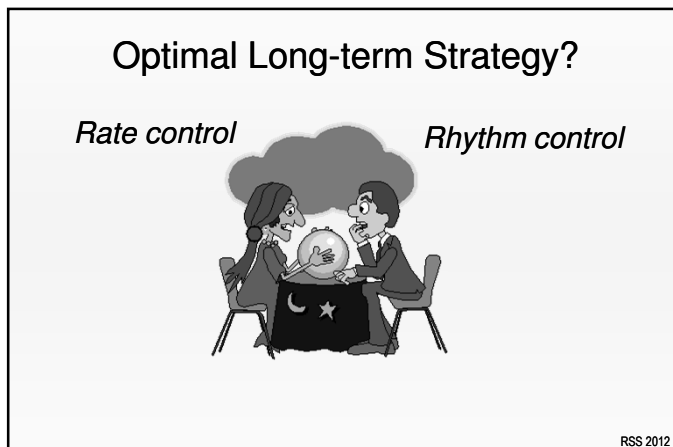 Optimal Long-term Strategy?
Rate control
Rhythm control
RSS 2012